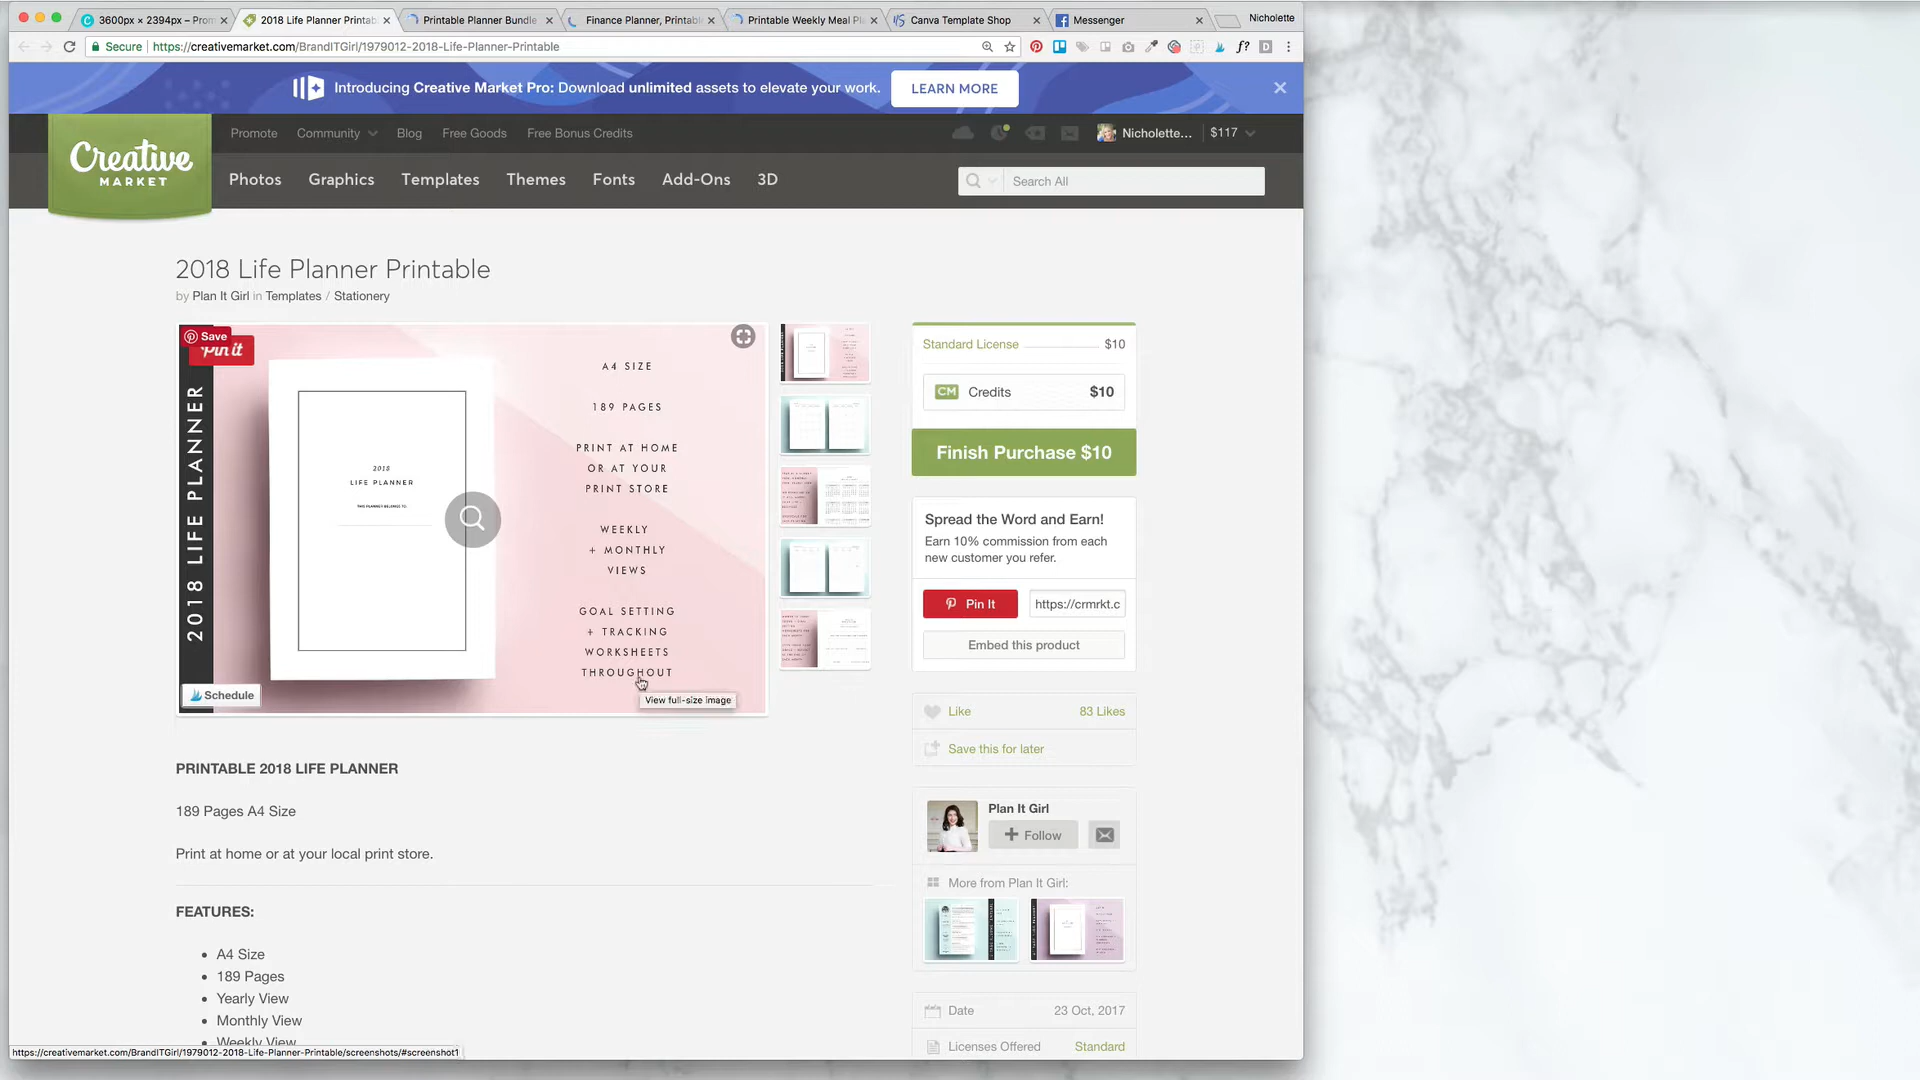 3600px × 2394px – Prom
2018 Life Planner Printab
Printable Planner Bundle
Finance Planner, Printabl
Printable Weekly Meal Pl
Canva Template Shop
Messenger
Nicholette
Secure
https://creativemarket.com/BrandITGirl/1979012-2018-Life-Planner-Printable
Introducing Creative Market Pro: Download unlimited assets to elevate your work.
LEARN MORE
Creative
MARKET
Promote
Community
Blog
Free Goods
Free Bonus Credits
Nicholette...
$117
Photos
Graphics
Templates
Themes
Fonts
Add-Ons
3D
Search All
2018 Life Planner Printable
by Plan It Girl in Templates / Stationery
Save
Pin it
2018 LIFE PLANNER
2018
LIFE PLANNER
THIS PLANNER BELONGS TO:
A4 SIZE
189 PAGES
PRINT AT HOME
OR AT YOUR
PRINT STORE
WEEKLY
+ MONTHLY
VIEWS
GOAL SETTING
+ TRACKING
WORKSHEETS
THROUGHOUT
View full-size image
Schedule
Standard License
$10
CM
Credits
$10
Finish Purchase $10
Spread the Word and Earn!
Earn 10% commission from each
new customer you refer.
Pin It
https://crmrkt.c
Embed this product
Like
83 Likes
Save this for later
Plan It Girl
Follow
More from Plan It Girl:
Date
23 Oct, 2017
Licenses Offered
Standard
PRINTABLE 2018 LIFE PLANNER
189 Pages A4 Size
Print at home or at your local print store.
FEATURES:
• A4 Size
• 189 Pages
• Yearly View
• Monthly View
• Weekly View
https://creativemarket.com/BrandITGirl/1979012-2018-Life-Planner-Printable/screenshots/#screenshot1